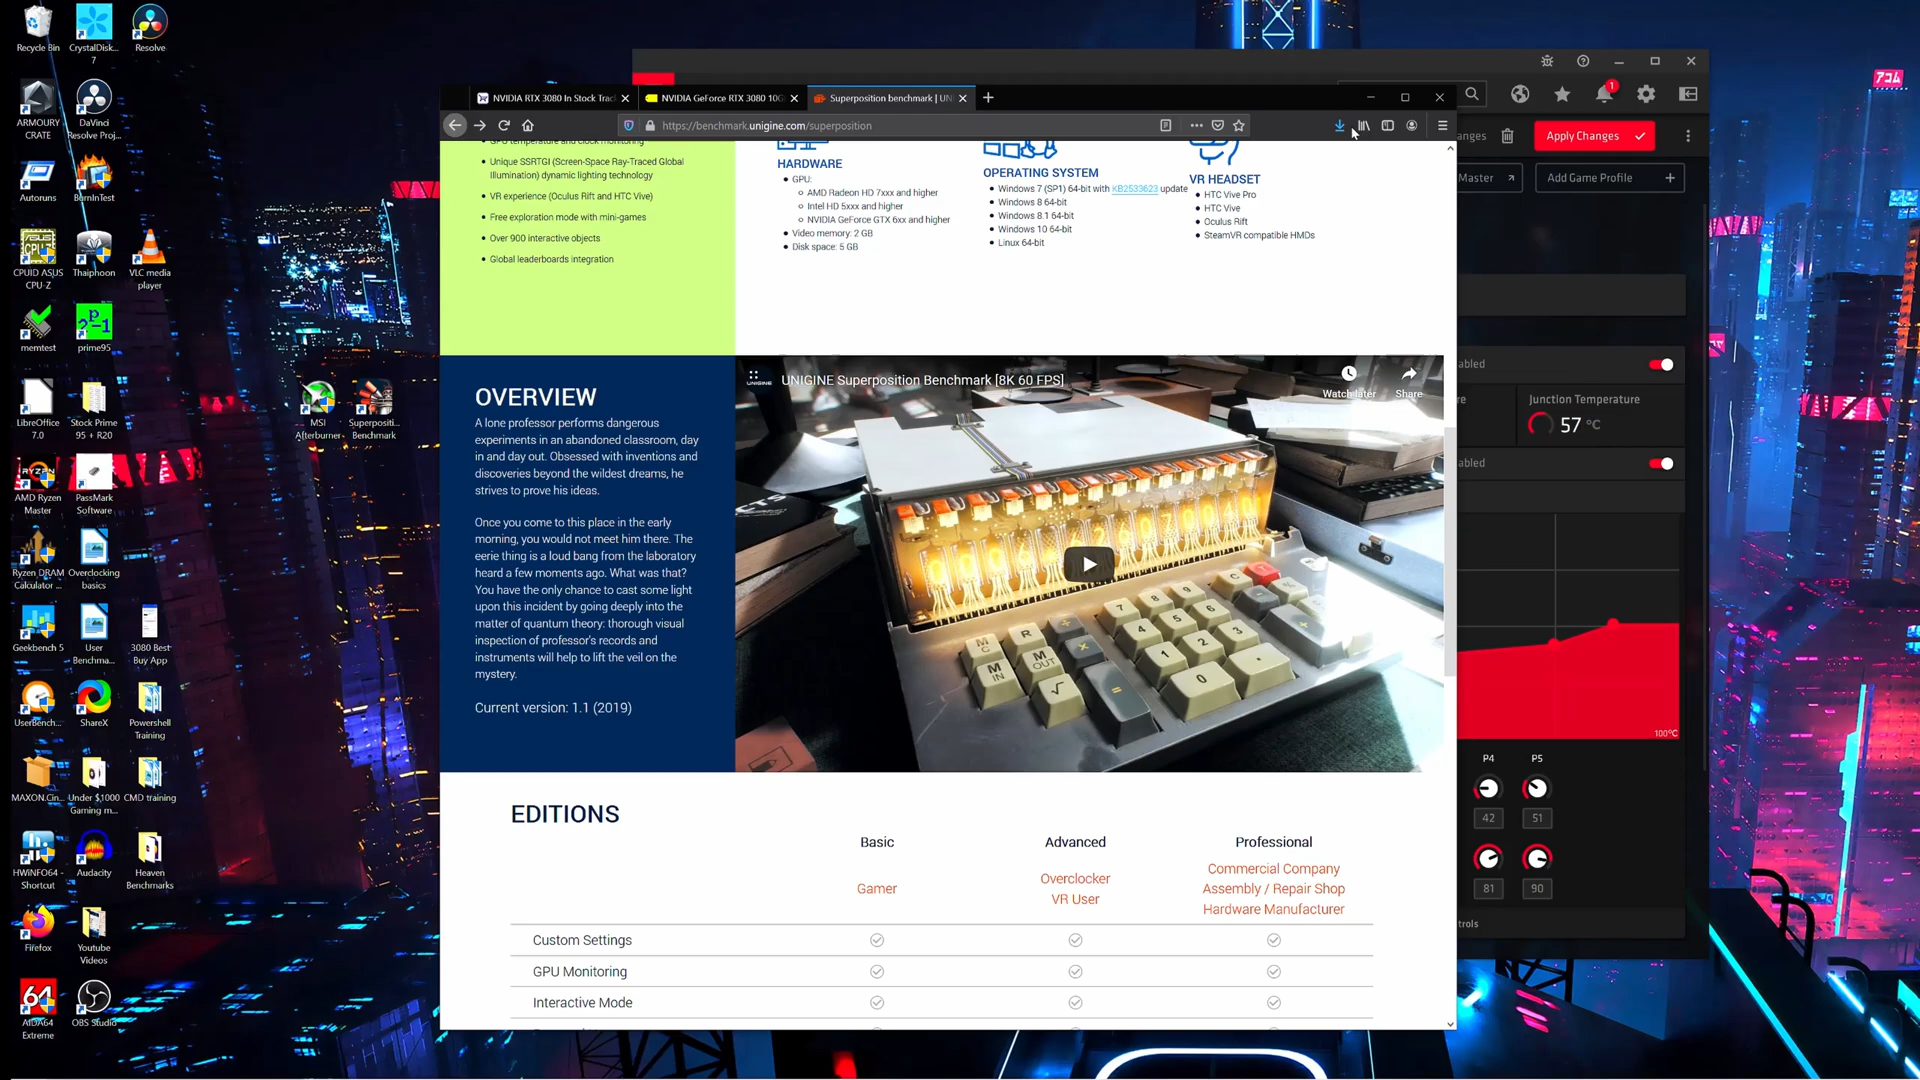 Recycle Bin
CrystalDisk...
7
Resolve
ARMOURY
CRATE
DaVinci
Resolve Proj...
Autoruns
BurnInTest
CPUID ASUS
CPU-Z
Thaiphoon
VLC media
player
memtest
prime95
LibreOffice
7.0
Stock Prime
95 + R20
MSI
Afterburner
Superpositi...
Benchmark
RYZEN
AMD Ryzen
Master
PassMark
Software
Ryzen DRAM
Calculator ...
Overclocking
basics
Geekbench 5
User
Benchma...
3080 Best
Buy App
UserBench...
ShareX
Powershell
Training
MAXON.Cin...
Under $1000
Gaming m...
CMD training
HWiNFO64 -
Shortcut
Audacity
Heaven
Benchmarks
Firefox
Youtube
Videos
64
AIDA64
Extreme
OBS Studio
NVIDIA RTX 3080 In Stock Trac
NVIDIA GeForce RTX 3080 10G
Superposition benchmark | UN
https://benchmark.unigine.com/superposition
GPU temperature and clock monitoring
Unique SSRTGI (Screen-Space Ray-Traced Global
Illumination) dynamic lighting technology
VR experience (Oculus Rift and HTC Vive)
Free exploration mode with mini-games
Over 900 interactive objects
Global leaderboards integration
HARDWARE
GPU:
AMD Radeon HD 7xxx and higher
Intel HD 5xxx and higher
NVIDIA GeForce GTX 6xx and higher
Video memory: 2 GB
Disk space: 5 GB
OPERATING SYSTEM
Windows 7 (SP1) 64-bit with KB2533623 update
Windows 8 64-bit
Windows 8.1 64-bit
Windows 10 64-bit
Linux 64-bit
VR HEADSET
HTC Vive Pro
HTC Vive
Oculus Rift
SteamVR compatible HMDs
OVERVIEW
A lone professor performs dangerous
experiments in an abandoned classroom, day
in and day out. Obsessed with inventions and
discoveries beyond the wildest dreams, he
strives to prove his ideas.
Once you come to this place in the early
morning, you would not meet him there. The
eerie thing is a loud bang from the laboratory
heard a few moments ago. What was that?
You have the only chance to cast some light
upon this incident by going deeply into the
matter of quantum theory: thorough visual
inspection of professor's records and
instruments will help to lift the veil on the
mystery.
Current version: 1.1 (2019)
UNIGINE
UNIGINE Superposition Benchmark [8K 60 FPS]
Watch later
Share
EDITIONS
Basic
Advanced
Professional
Gamer
Overclocker
VR User
Commercial Company
Assembly / Repair Shop
Hardware Manufacturer
Custom Settings
GPU Monitoring
Interactive Mode
1
anges
Apply Changes
Master
Add Game Profile
abled
re
Junction Temperature
57 °C
abled
100°C
P4
P5
42
51
81
90
trols
アコム